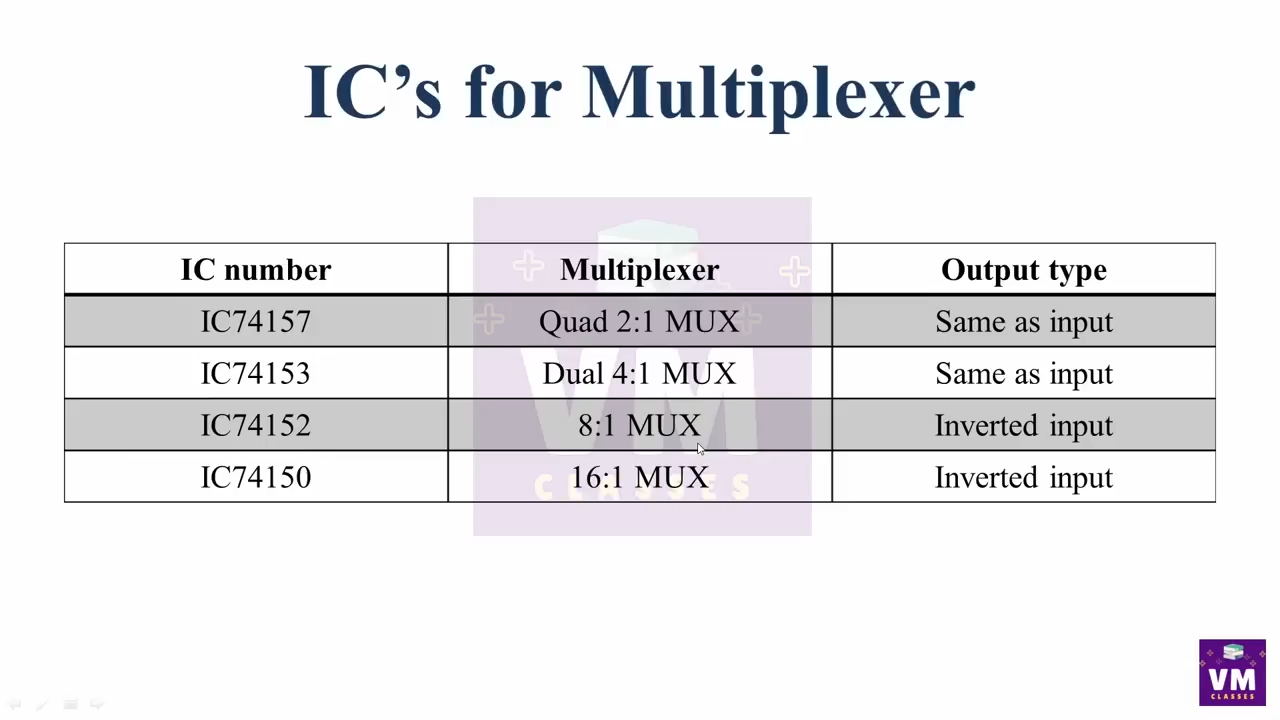 IC's for Multiplexer
IC number Multiplexer Output type
IC74157 Quad 2:1 MUX Same as input
IC74153 Dual 4:1 MUX Same as input
IC74152 8:1 MUX Inverted input
IC74150 16:1 MUX Inverted input
VM
CLASSES
VM
CLASSES